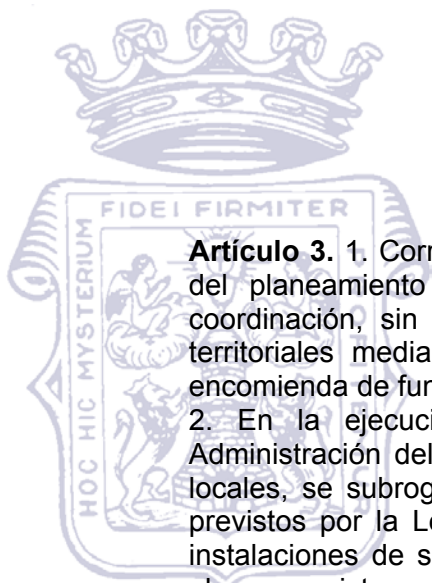 FIDEI FIRMITER
HOC HIC MYSTERIUM
Artículo 3. 1. Corr
del planeamiento
coordinación, sin
territoriales media
encomienda de fur
2. En la ejecuci
Administración del
locales, se subrog
previstos por la Le
instalaciones de s